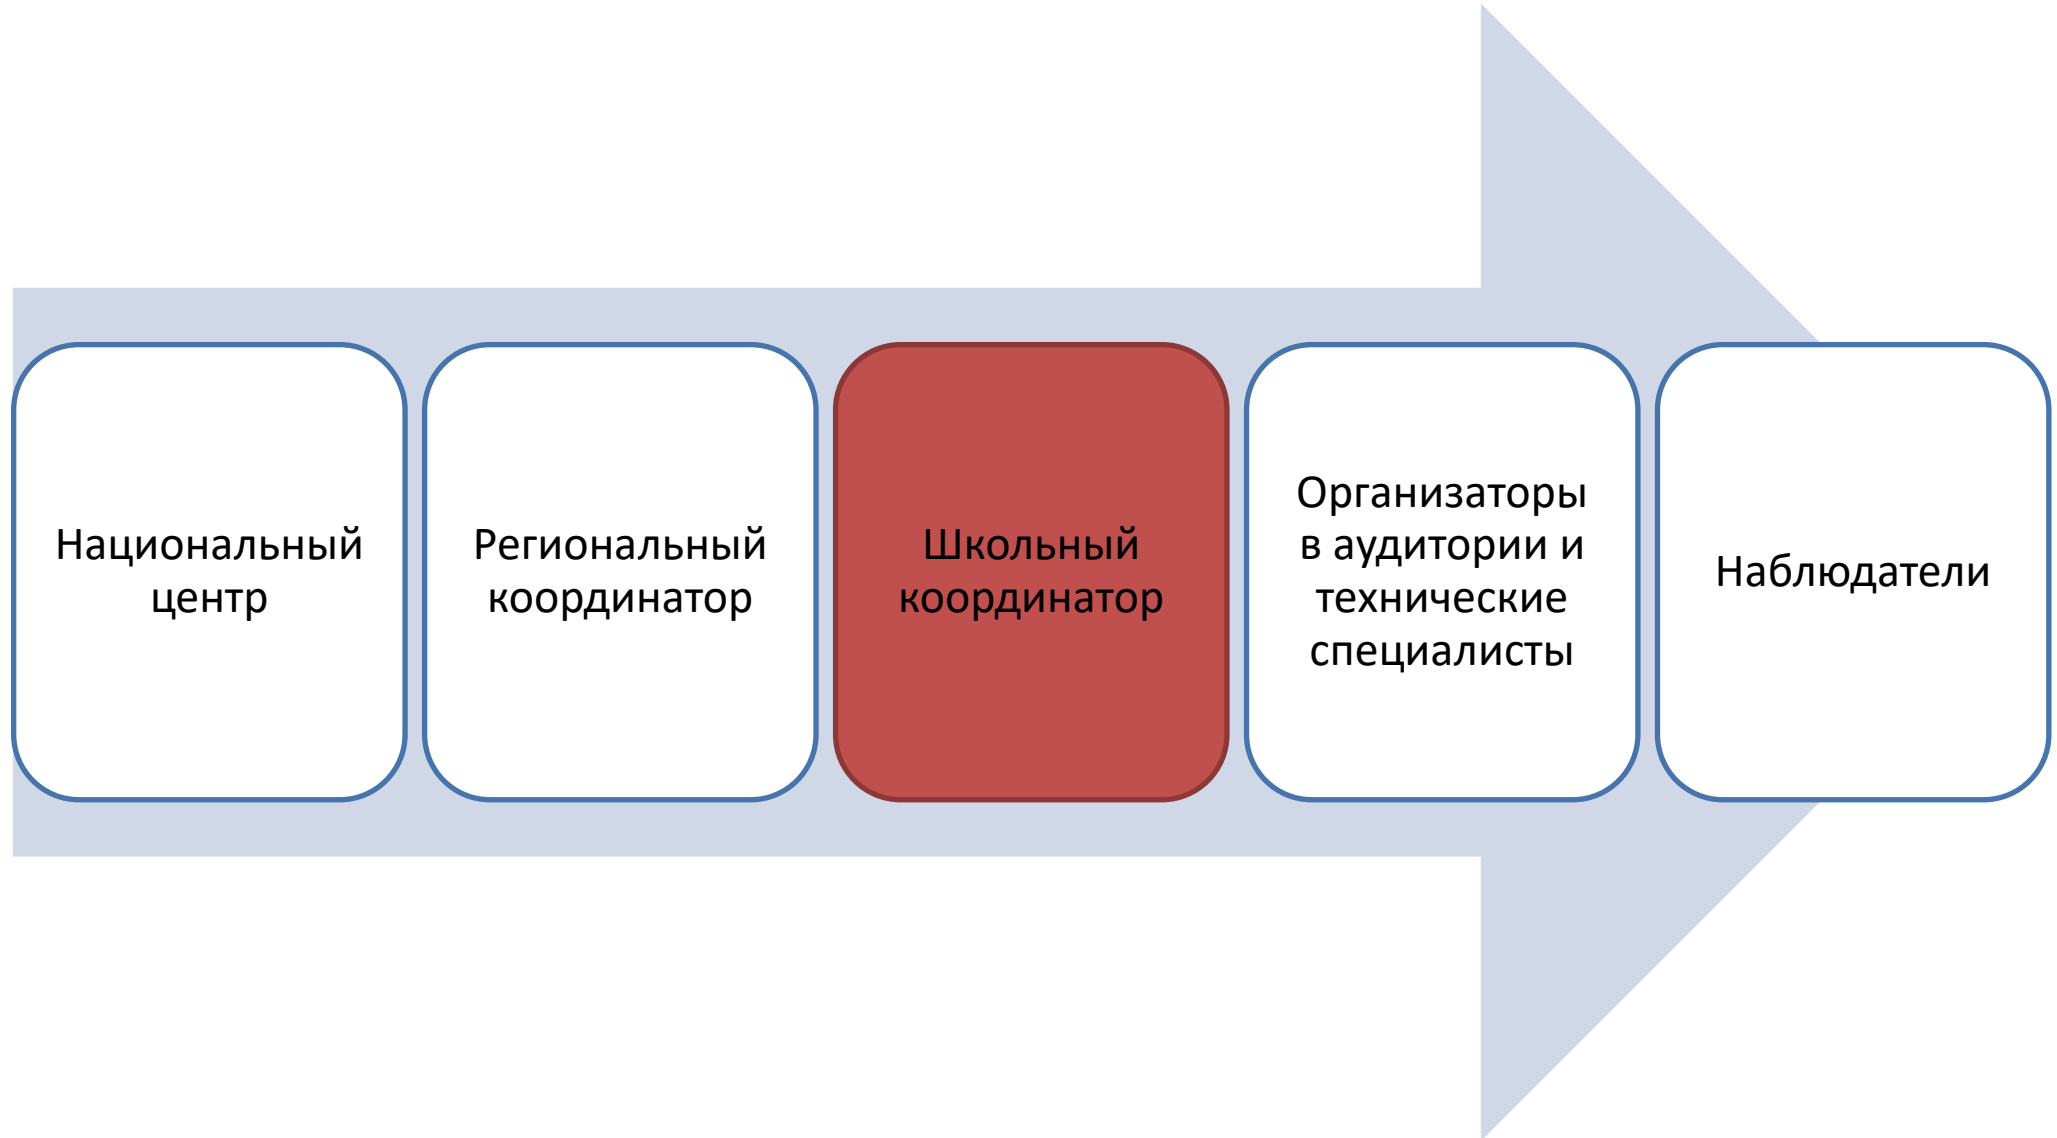 Национальный
центр
Региональный
координатор
Школьный
координатор
Организаторы
в аудитории и
технические
специалисты
Наблюдатели